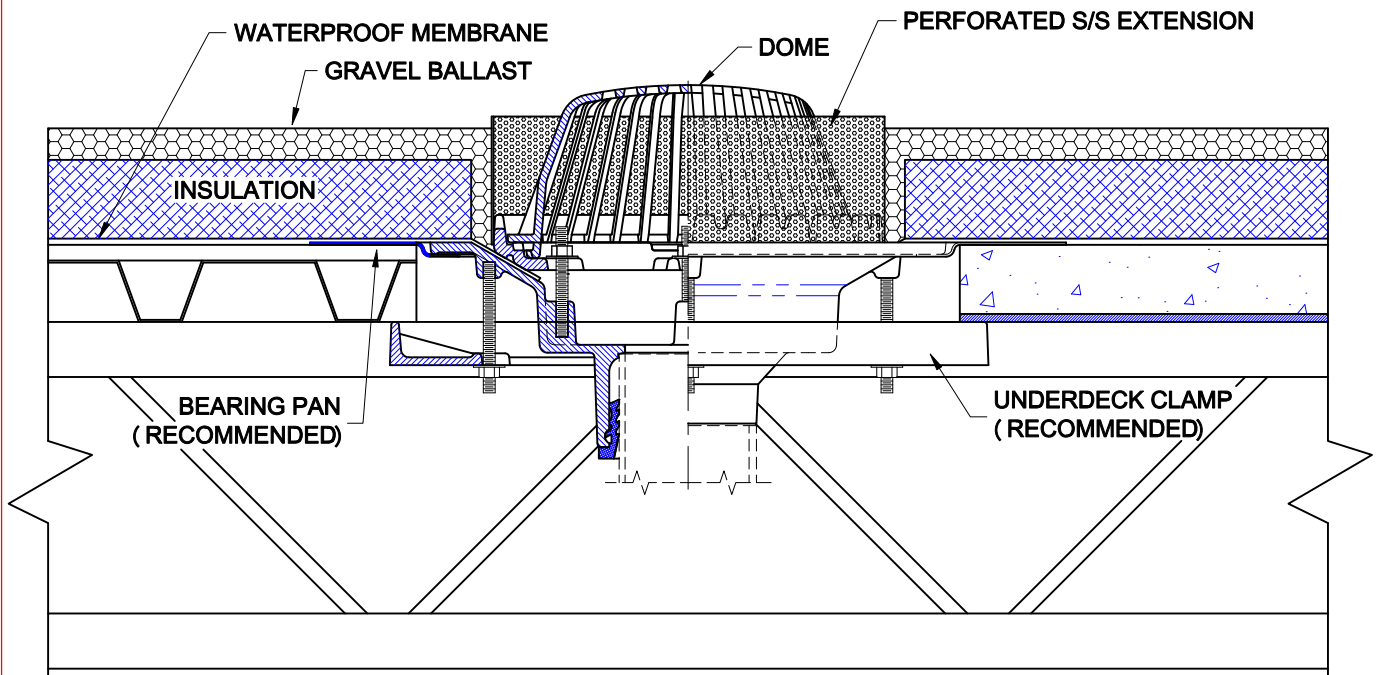 PERFORATED S/S EXTENSION
WATERPROOF MEMBRANE
DOME
GRAVEL BALLAST
INSULATION
BEARING PAN
( RECOMMENDED)
UNDERDECK CLAMP
( RECOMMENDED)